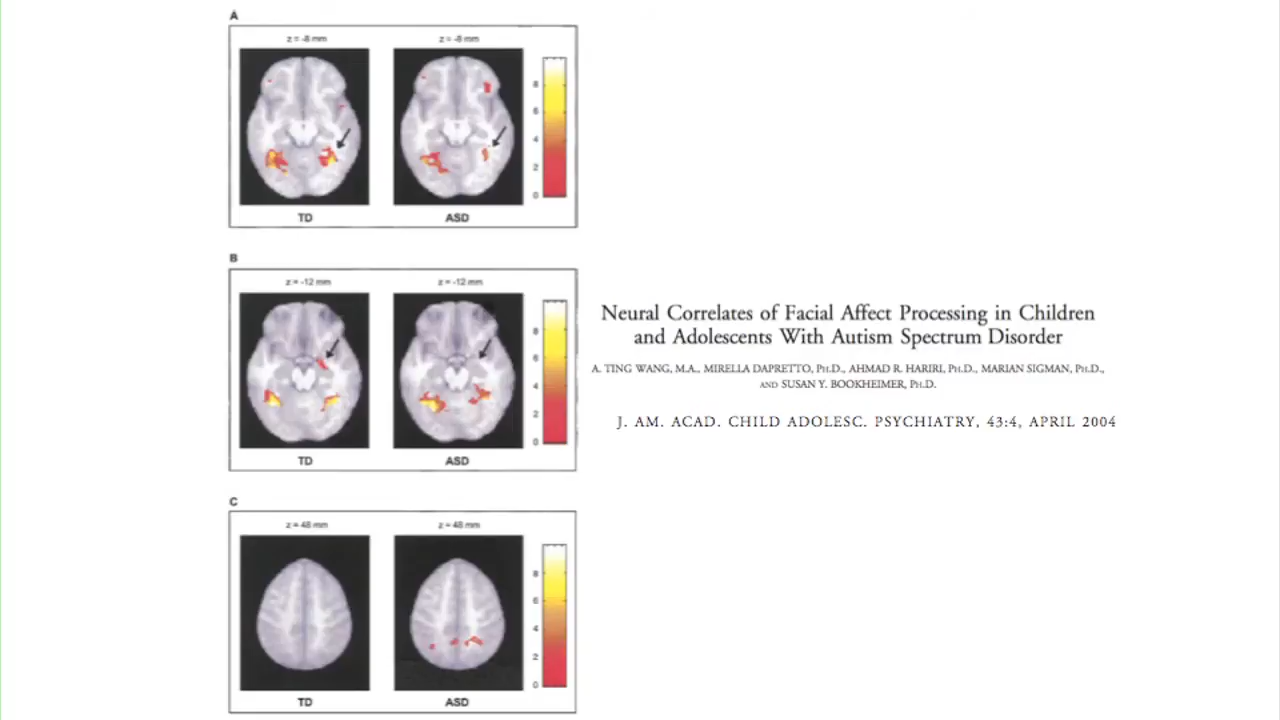 A
z = -8 mm
z = -8 mm
8
6
4
2
0
TD
ASD
B
z = -12 mm
z = -12 mm
8
6
4
2
0
TD
ASD
Neural Correlates of Facial Affect Processing in Children
and Adolescents With Autism Spectrum Disorder
A. TING WANG, M.A., MIRELLA DAPRETTO, PH.D., AHMAD R. HARIRI, PH.D., MARIAN SIGMAN, PH.D.,
AND SUSAN Y. BOOKHEIMER, PH.D.
J. AM. ACAD. CHILD ADOLESC. PSYCHIATRY, 43:4, APRIL 2004
C
z = 48 mm
z = 48 mm
8
6
4
2
0
TD
ASD